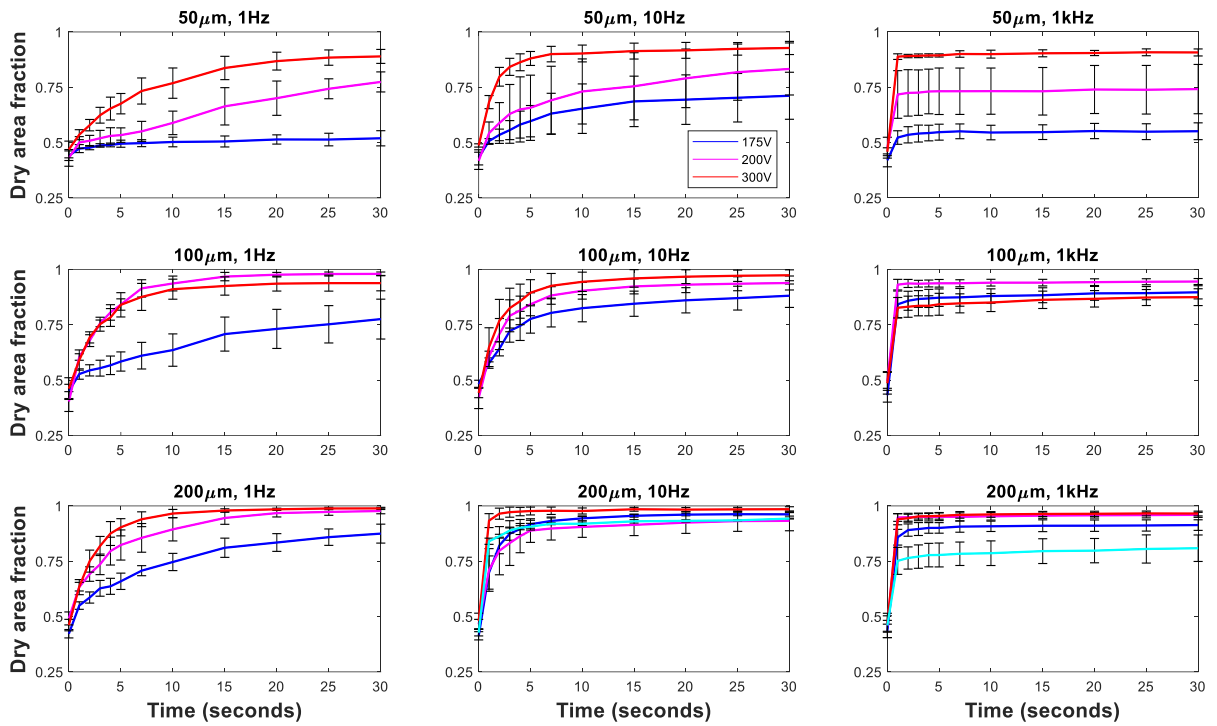 50μm, 1Hz
50μm, 10Hz
50μm, 1kHz
Dry area fraction
1
0.75
0.5
0.25
0 5 10 15 20 25 30
1
0.75
0.5
0.25
0 5 10 15 20 25 30
175V
200V
300V
1
0.75
0.5
0.25
0 5 10 15 20 25 30
100μm, 1Hz
100μm, 10Hz
100μm, 1kHz
Dry area fraction
1
0.75
0.5
0.25
0 5 10 15 20 25 30
1
0.75
0.5
0.25
0 5 10 15 20 25 30
1
0.75
0.5
0.25
0 5 10 15 20 25 30
200μm, 1Hz
200μm, 10Hz
200μm, 1kHz
Dry area fraction
1
0.75
0.5
0.25
0 5 10 15 20 25 30
1
0.75
0.5
0.25
0 5 10 15 20 25 30
1
0.75
0.5
0.25
0 5 10 15 20 25 30
Time (seconds)
Time (seconds)
Time (seconds)